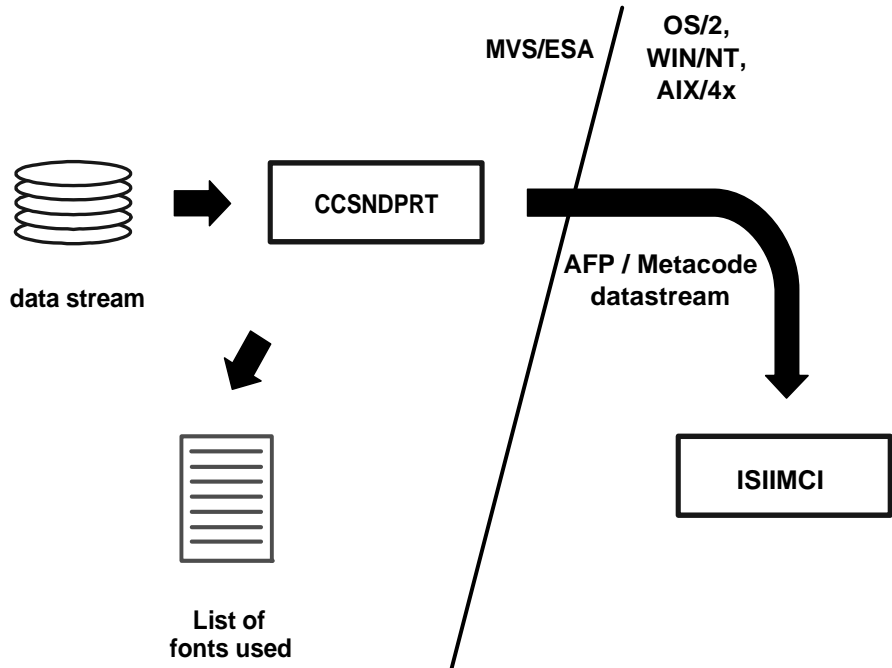 MVS/ESA
OS/2,
WIN/NT,
AIX/4x
CCSNDPRT
data stream
AFP / Metacode
datastream
ISIIMCI
List of
fonts used